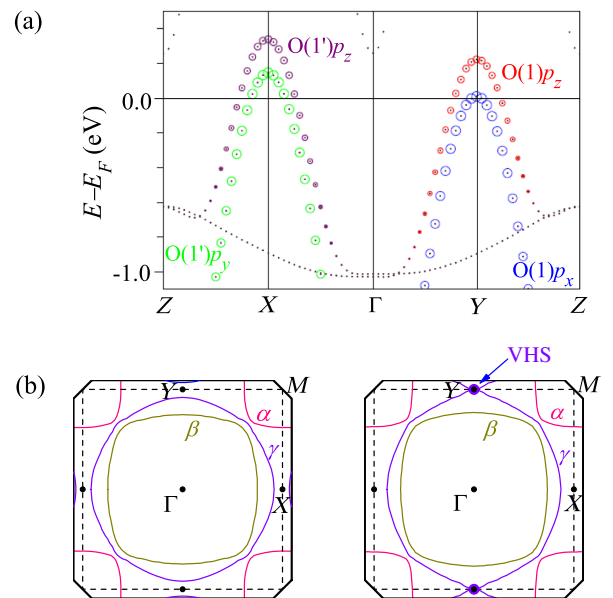 (a)
O(1')p_z
O(1)p_z
0.0
E−E_F (eV)
O(1')p_y
O(1)p_x
-1.0
Z X Γ Y Z
(b)
VHS
Y M Y M
α α
β β
γ γ
Γ X Γ X